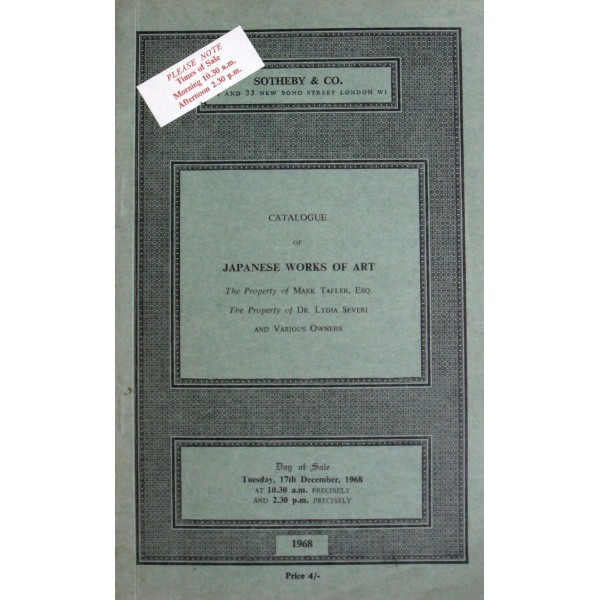 PLEASE NOTE
Times of Sale
Morning 10.30 a.m.
Afternoon 2.30 p.m.
SOTHEBY & CO.
AND 35 NEW BOND STREET LONDON W1
CATALOGUE
OF
JAPANESE WORKS OF ART
The Property of MARK TAFLER, ESQ.
The Property of DR. LYDIA SEVERI
AND VARIOUS OWNERS
Day of Sale
Tuesday, 17th December, 1968
AT 10.30 a.m. PRECISELY
AND 2.30 p.m. PRECISELY
1968
Price 4/-